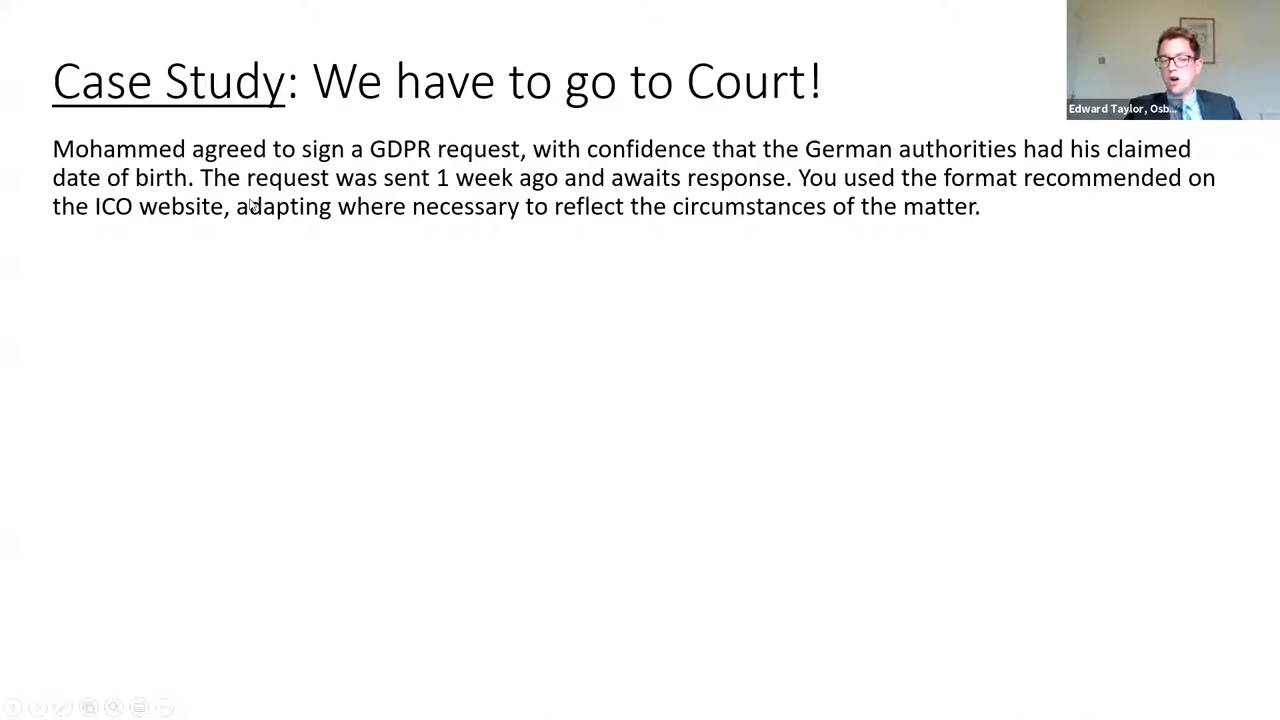 Case Study: We have to go to Court!
Edward Taylor, Osb...
Mohammed agreed to sign a GDPR request, with confidence that the German authorities had his claimed
date of birth. The request was sent 1 week ago and awaits response. You used the format recommended on
the ICO website, adapting where necessary to reflect the circumstances of the matter.